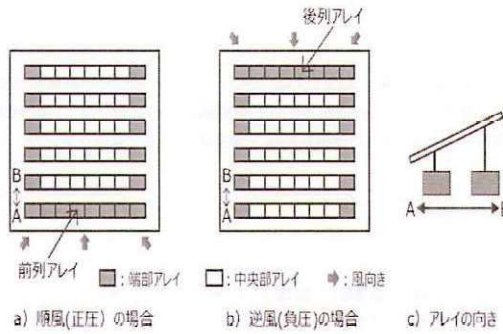 後列アレイ
B
A
B
A
A
前列アレイ
:端部アレイ
:中央部アレイ
:風向き
a) 順風(正圧)の場合
b) 逆風(負圧)の場合
c) アレイの向き